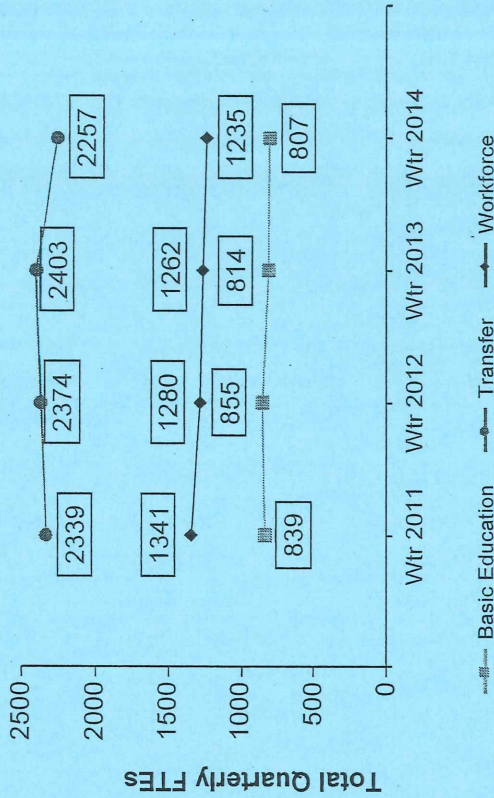 Total Quarterly FTEs
2500
2000
1500
1000
500
0
2339
2374
2403
2257
1341
1280
1262
1235
839
855
814
807
Wtr 2011
Wtr 2012
Wtr 2013
Wtr 2014
Basic Education
Transfer
Workforce